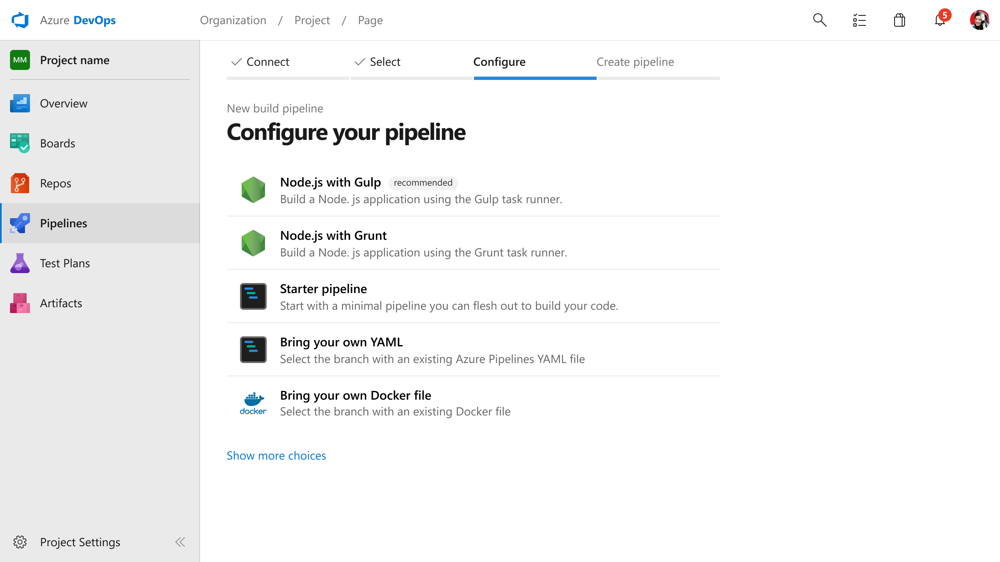 Azure DevOps
Organization / Project / Page
5
MM
Project name
Overview
Boards
Repos
Pipelines
Test Plans
Artifacts
Project Settings
Connect
Select
Configure
Create pipeline
New build pipeline
Configure your pipeline
Node.js with Gulp recommended
Build a Node. js application using the Gulp task runner.
Node.js with Grunt
Build a Node. js application using the Grunt task runner.
Starter pipeline
Start with a minimal pipeline you can flesh out to build your code.
Bring your own YAML
Select the branch with an existing Azure Pipelines YAML file
docker
Bring your own Docker file
Select the branch with an existing Docker file
Show more choices